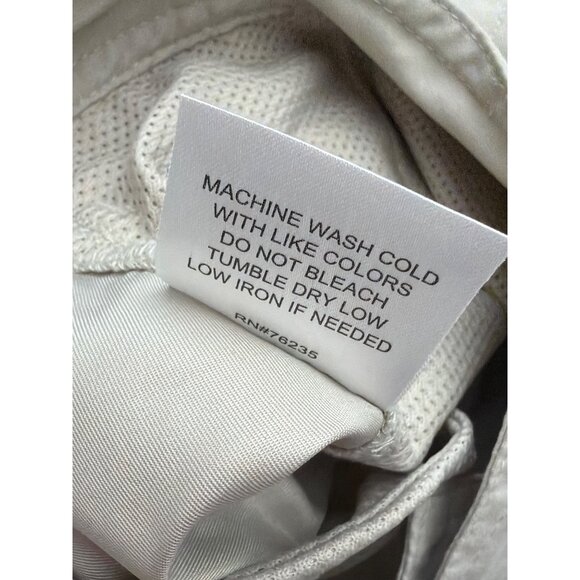 MACHINE WASH COLD
WITH LIKE COLORS
DO NOT BLEACH
TUMBLE DRY LOW
LOW IRON IF NEEDED
RN#76235